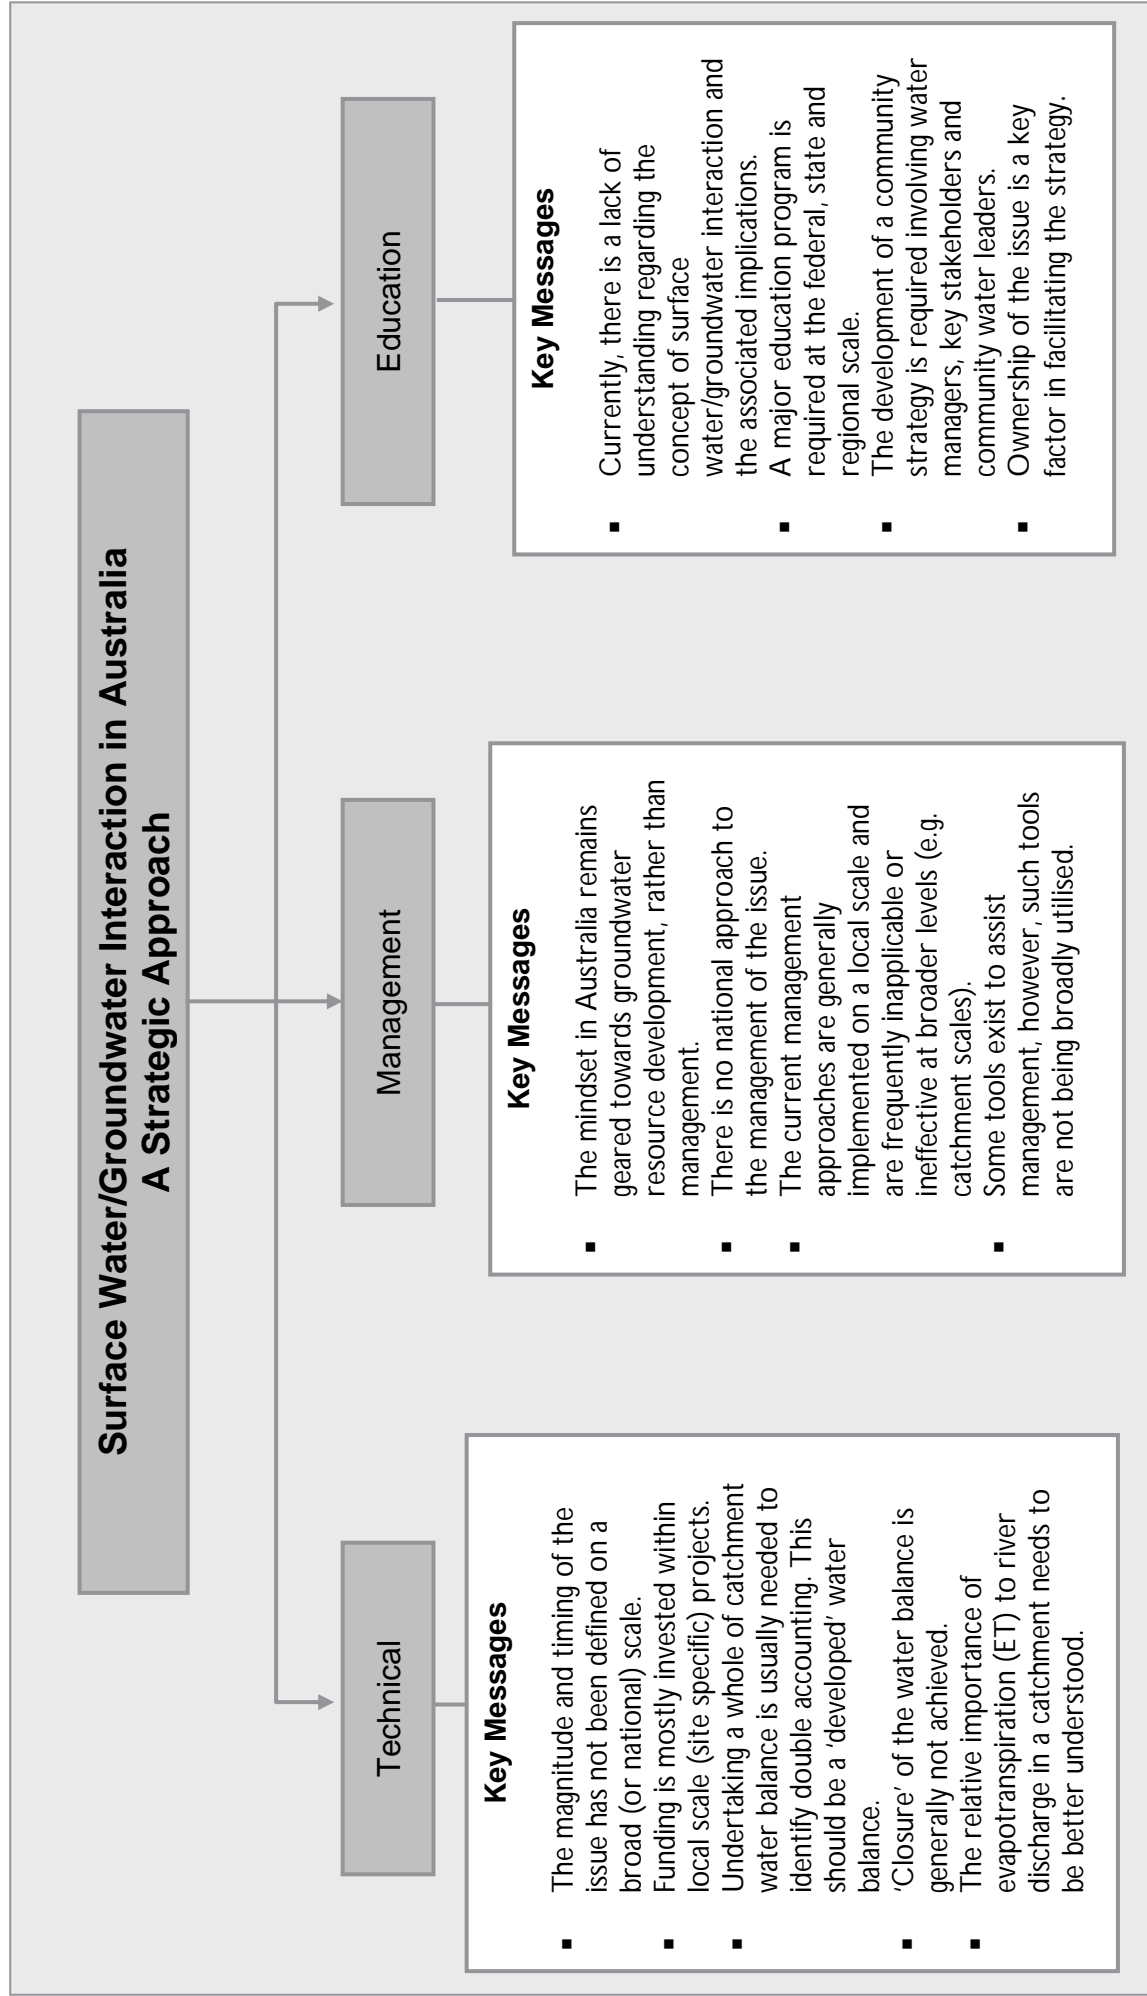 Surface Water/Groundwater Interaction in Australia
A Strategic Approach
Technical
Key Messages
▪ The magnitude and timing of the
issue has not been defined on a
broad (or national) scale.
▪ Funding is mostly invested within
local scale (site specific) projects.
▪ Undertaking a whole of catchment
water balance is usually needed to
identify double accounting. This
should be a 'developed' water
balance.
▪ 'Closure' of the water balance is
generally not achieved.
▪ The relative importance of
evapotranspiration (ET) to river
discharge in a catchment needs to
be better understood.
Management
Key Messages
▪ The mindset in Australia remains
geared towards groundwater
resource development, rather than
management.
▪ There is no national approach to
the management of the issue.
▪ The current management
approaches are generally
implemented on a local scale and
are frequently inapplicable or
ineffective at broader levels (e.g.
catchment scales).
▪ Some tools exist to assist
management, however, such tools
are not being broadly utilised.
Education
Key Messages
▪ Currently, there is a lack of
understanding regarding the
concept of surface
water/groundwater interaction and
the associated implications.
▪ A major education program is
required at the federal, state and
regional scale.
▪ The development of a community
strategy is required involving water
managers, key stakeholders and
community water leaders.
▪ Ownership of the issue is a key
factor in facilitating the strategy.